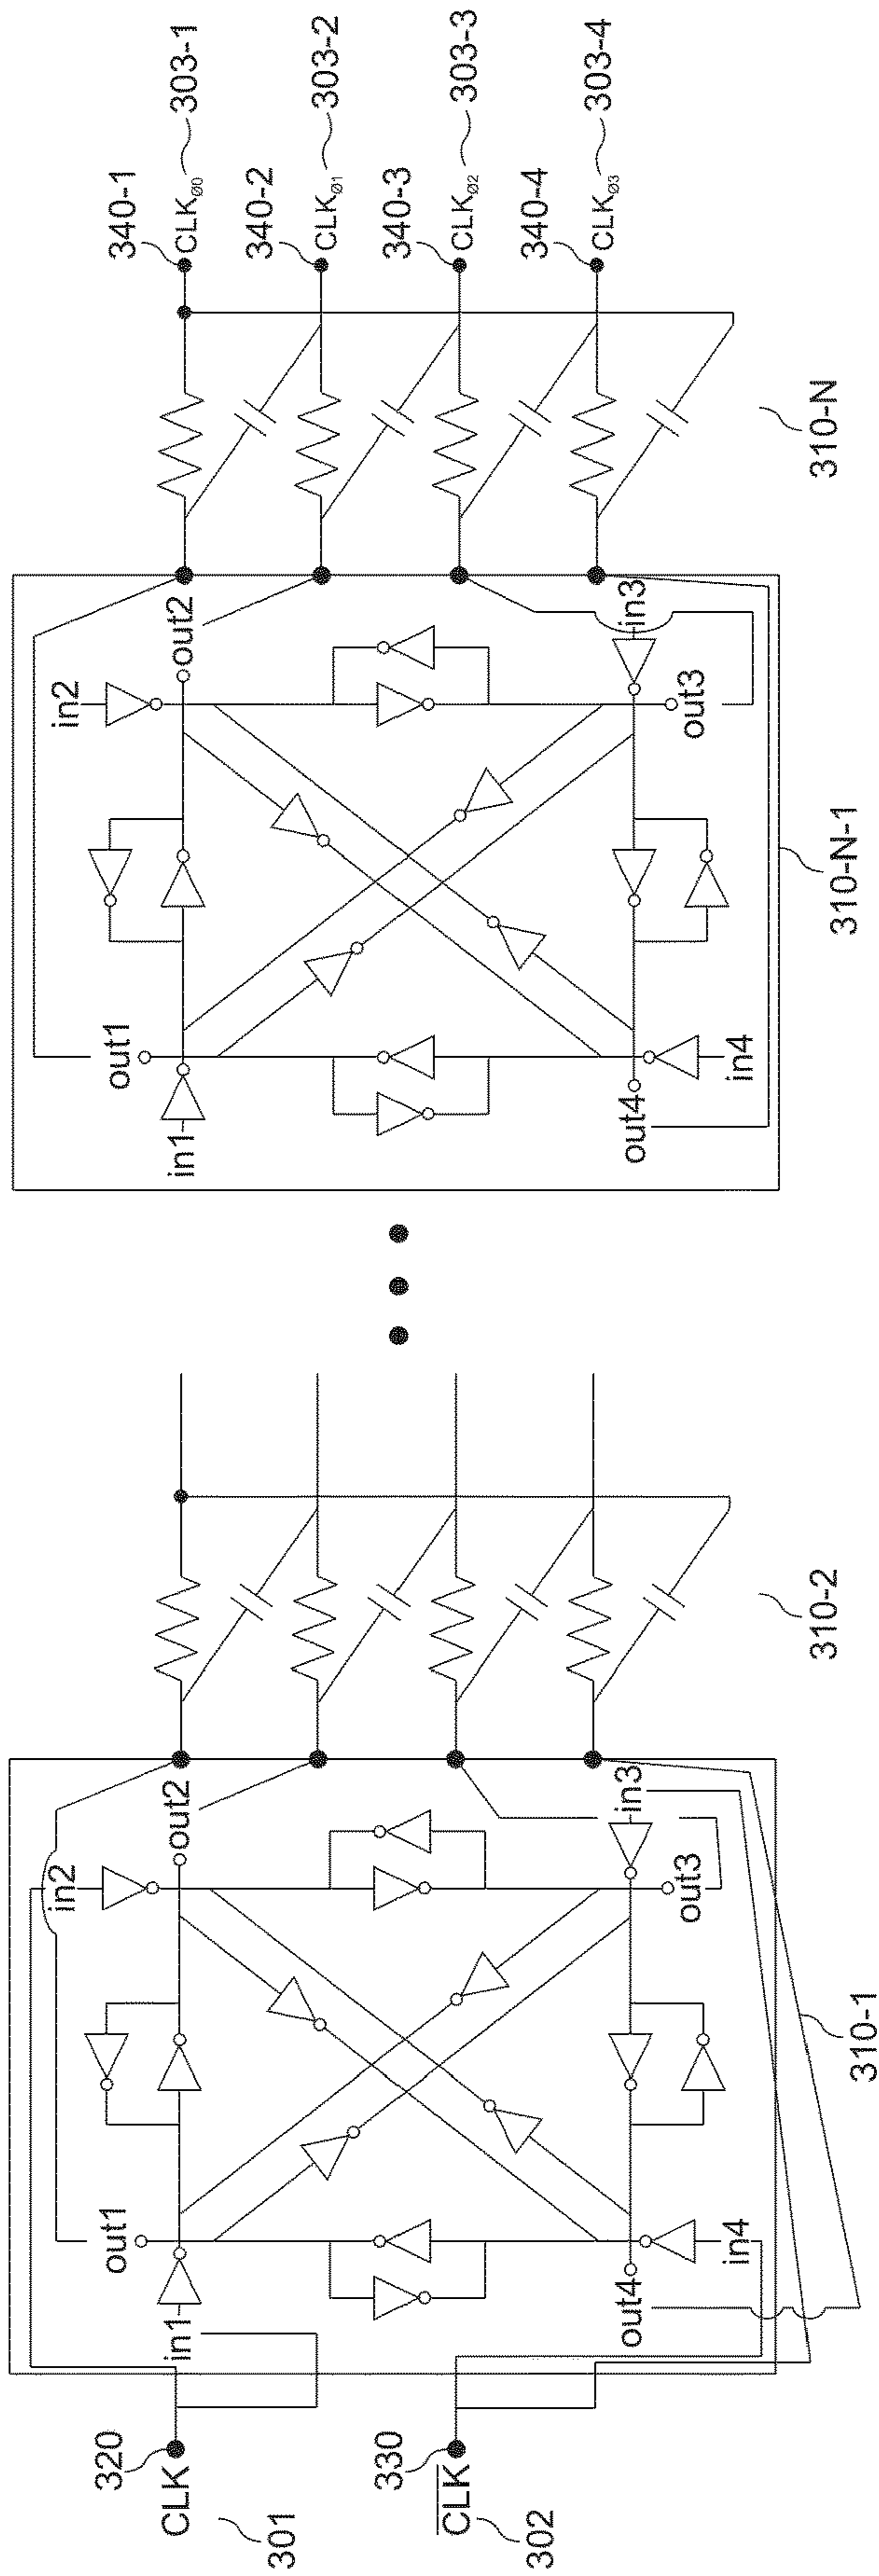 320
CLK
301
330
CLK
302
in1
out1
in2
out2
in3
out3
in4
out4
310-1
310-2
in1
out1
in2
out2
in3
out3
in4
out4
310-N-1
310-N
340-1
CLKø0
303-1
340-2
CLKø1
303-2
340-3
CLKø2
303-3
340-4
CLKø3
303-4